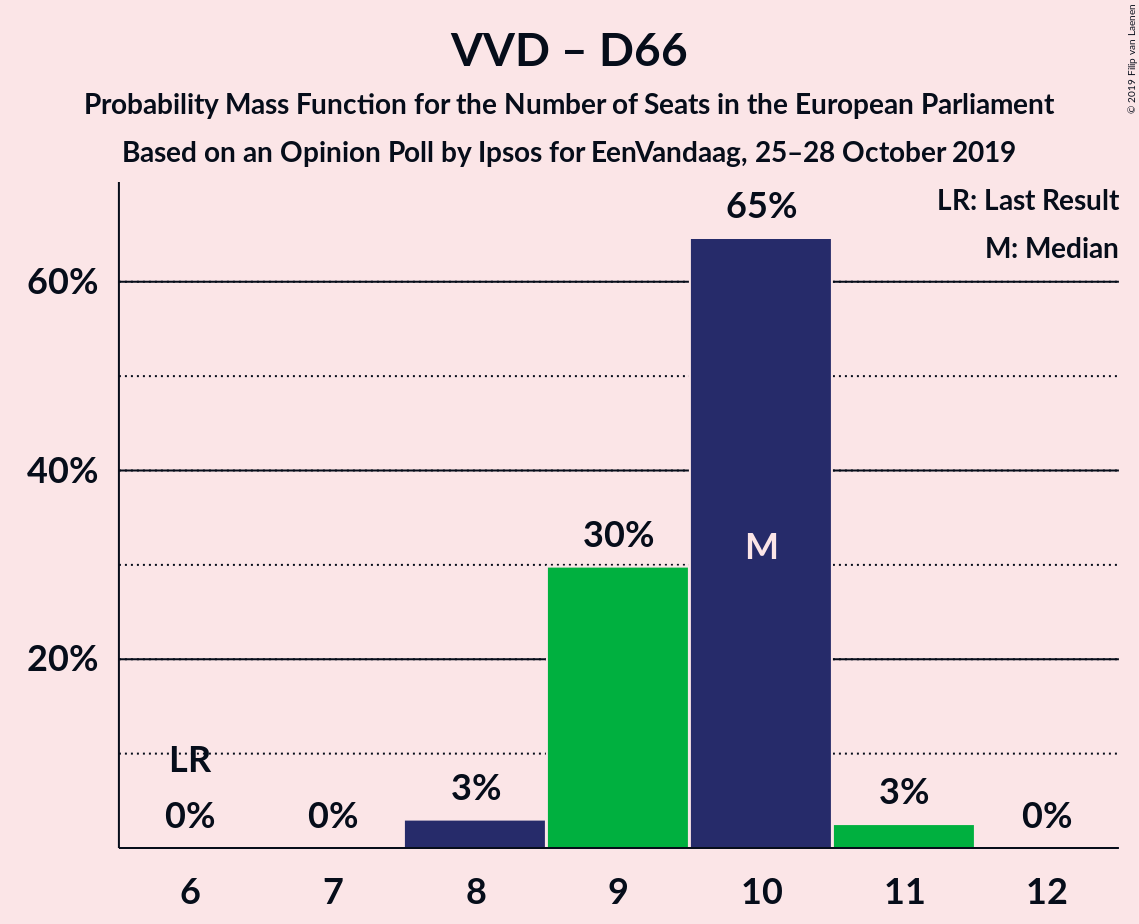 VVD – D66
Probability Mass Function for the Number of Seats in the European Parliament
Based on an Opinion Poll by Ipsos for EenVandaag, 25–28 October 2019
© 2019 Filip van Laenen
LR: Last Result
M: Median
65%
60%
40%
30%
M
20%
LR
0%
0%
3%
3%
0%
6
7
8
9
10
11
12